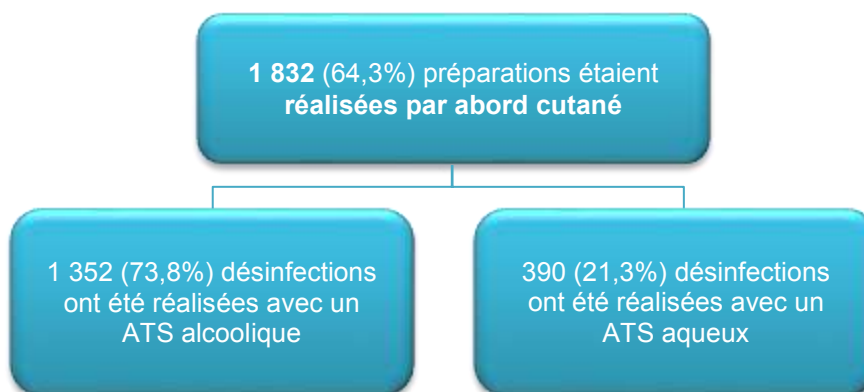 1 832 (64,3%) préparations étaient
réalisées par abord cutané
1 352 (73,8%) désinfections
ont été réalisées avec un
ATS alcoolique
390 (21,3%) désinfections
ont été réalisées avec un
ATS aqueux